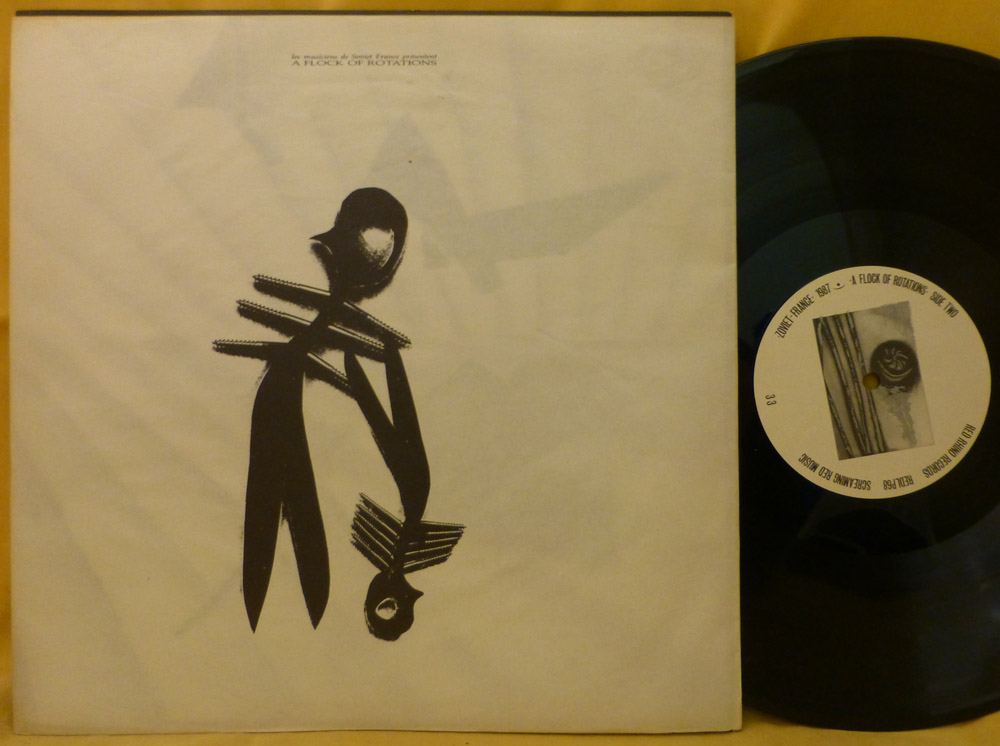 les musiciens de Soviet France présentent
A FLOCK OF ROTATIONS
·ZOVIET·FRANCE· 1987 · A FLOCK OF ROTATIONS · SIDE TWO
33
RED RHINO RECORDS REDLP68 SCREAMING RED MUSIC